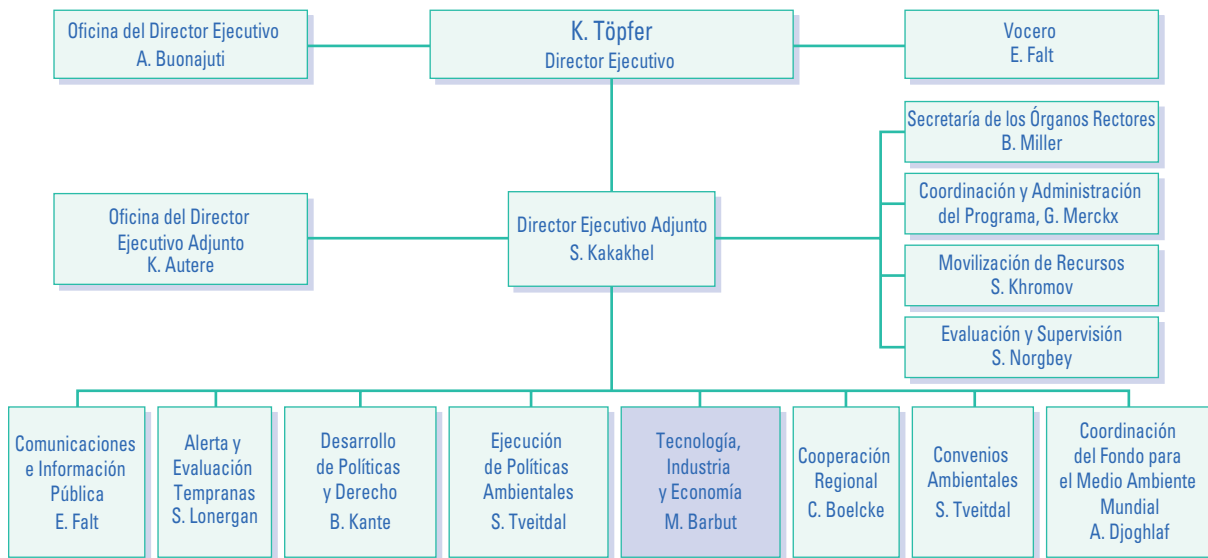 Oficina del Director Ejecutivo
A. Buonajuti
K. Töpfer
Director Ejecutivo
Vocero
E. Falt
Secretaría de los Órganos Rectores
B. Miller
Coordinación y Administración
del Programa, G. Merckx
Movilización de Recursos
S. Khromov
Evaluación y Supervisión
S. Norgbey
Oficina del Director
Ejecutivo Adjunto
K. Autere
Director Ejecutivo Adjunto
S. Kakakhel
Comunicaciones
e Información
Pública
E. Falt
Alerta y
Evaluación
Tempranas
S. Lonergan
Desarrollo
de Políticas
y Derecho
B. Kante
Ejecución
de Políticas
Ambientales
S. Tveitdal
Tecnología,
Industria
y Economía
M. Barbut
Cooperación
Regional
C. Boelcke
Convenios
Ambientales
S. Tveitdal
Coordinación
del Fondo para
el Medio Ambiente
Mundial
A. Djoghlaf